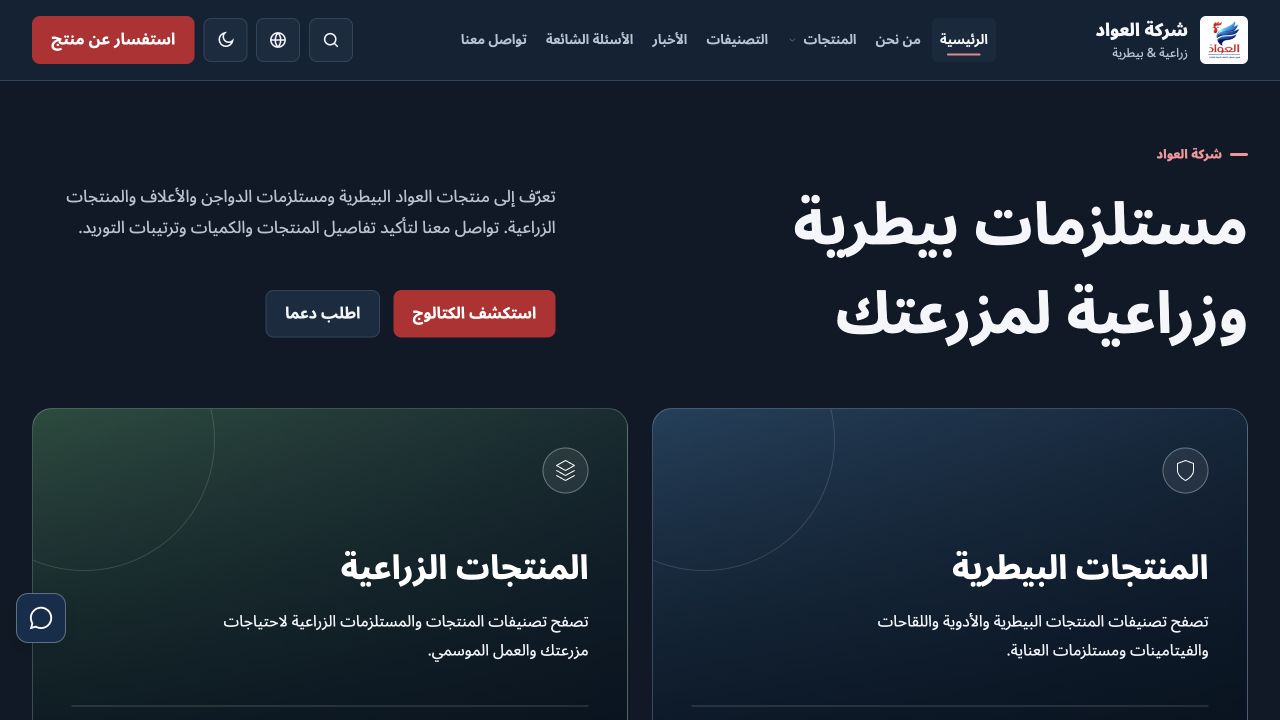 العواد
شركة العواد
زراعية & بيطرية
الرئيسية
من نحن
المنتجات
التصنيفات
الأخبار
الأسئلة الشائعة
تواصل معنا
استفسار عن منتج
شركة العواد
مستلزمات بيطرية
وزراعية لمزرعتك
تعرّف إلى منتجات العواد البيطرية ومستلزمات الدواجن والأعلاف والمنتجات
الزراعية. تواصل معنا لتأكيد تفاصيل المنتجات والكميات وترتيبات التوريد.
استكشف الكتالوج
اطلب دعما
المنتجات البيطرية
تصفح تصنيفات المنتجات البيطرية والأدوية واللقاحات
والفيتامينات ومستلزمات العناية.
المنتجات الزراعية
تصفح تصنيفات المنتجات والمستلزمات الزراعية لاحتياجات
مزرعتك والعمل الموسمي.